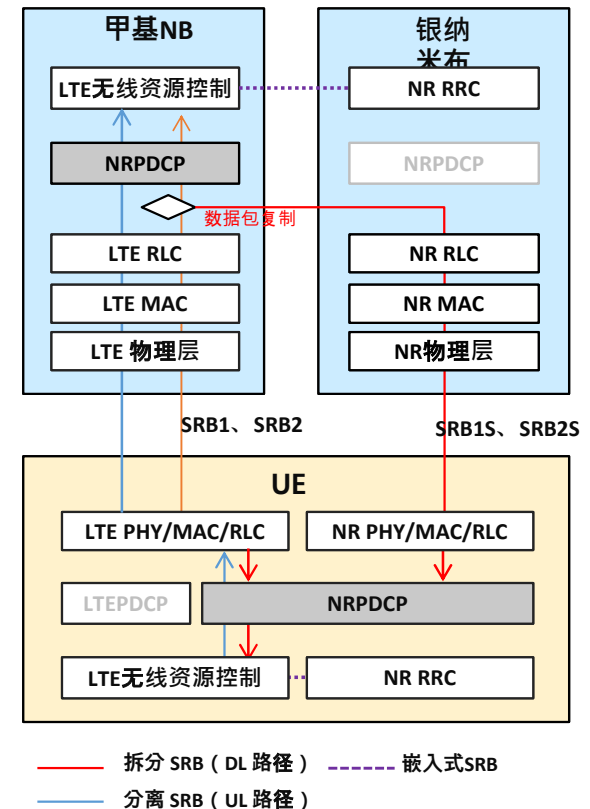 甲基NB
银纳
米布
LTE无线资源控制
NR RRC
NRPDCP
NRPDCP
数据包复制
LTE RLC
NR RLC
LTE MAC
NR MAC
LTE 物理层
NR物理层
SRB1、SRB2
SRB1S、SRB2S
UE
LTE PHY/MAC/RLC
NR PHY/MAC/RLC
LTEPDCP
NRPDCP
LTE无线资源控制
NR RRC
拆分 SRB（DL 路径）
嵌入式SRB
分离 SRB（UL 路径）